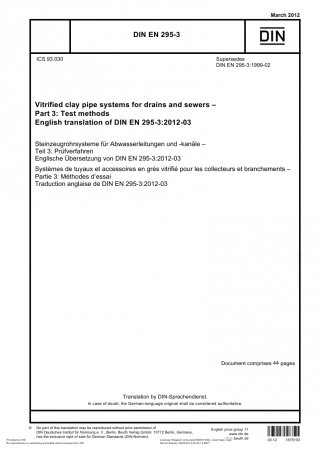 March 2012
DIN EN 295-3
DIN
ICS 93.030
Supersedes
DIN EN 295-3:1999-02
Vitrified clay pipe systems for drains and sewers –
Part 3: Test methods
English translation of DIN EN 295-3:2012-03
Steinzeugrohrsysteme für Abwasserleitungen und -kanäle –
Teil 3: Prüfverfahren
Englische Übersetzung von DIN EN 295-3:2012-03
Systèmes de tuyaux et accessoires en grès vitrifié pour les collecteurs et branchements –
Partie 3: Méthodes d'essai
Traduction anglaise de DIN EN 295-3:2012-03
Document comprises 44 pages
Translation by DIN-Sprachendienst.
In case of doubt, the German-language original shall be considered authoritative.
© No part of this translation may be reproduced without prior permission of
DIN Deutsches Institut für Normung e. V., Berlin. Beuth Verlag GmbH, 10772 Berlin, Germany,
has the exclusive right of sale for German Standards (DIN-Normen).
English price group 17
www.din.de
www.beuth.de
03.12 1875103